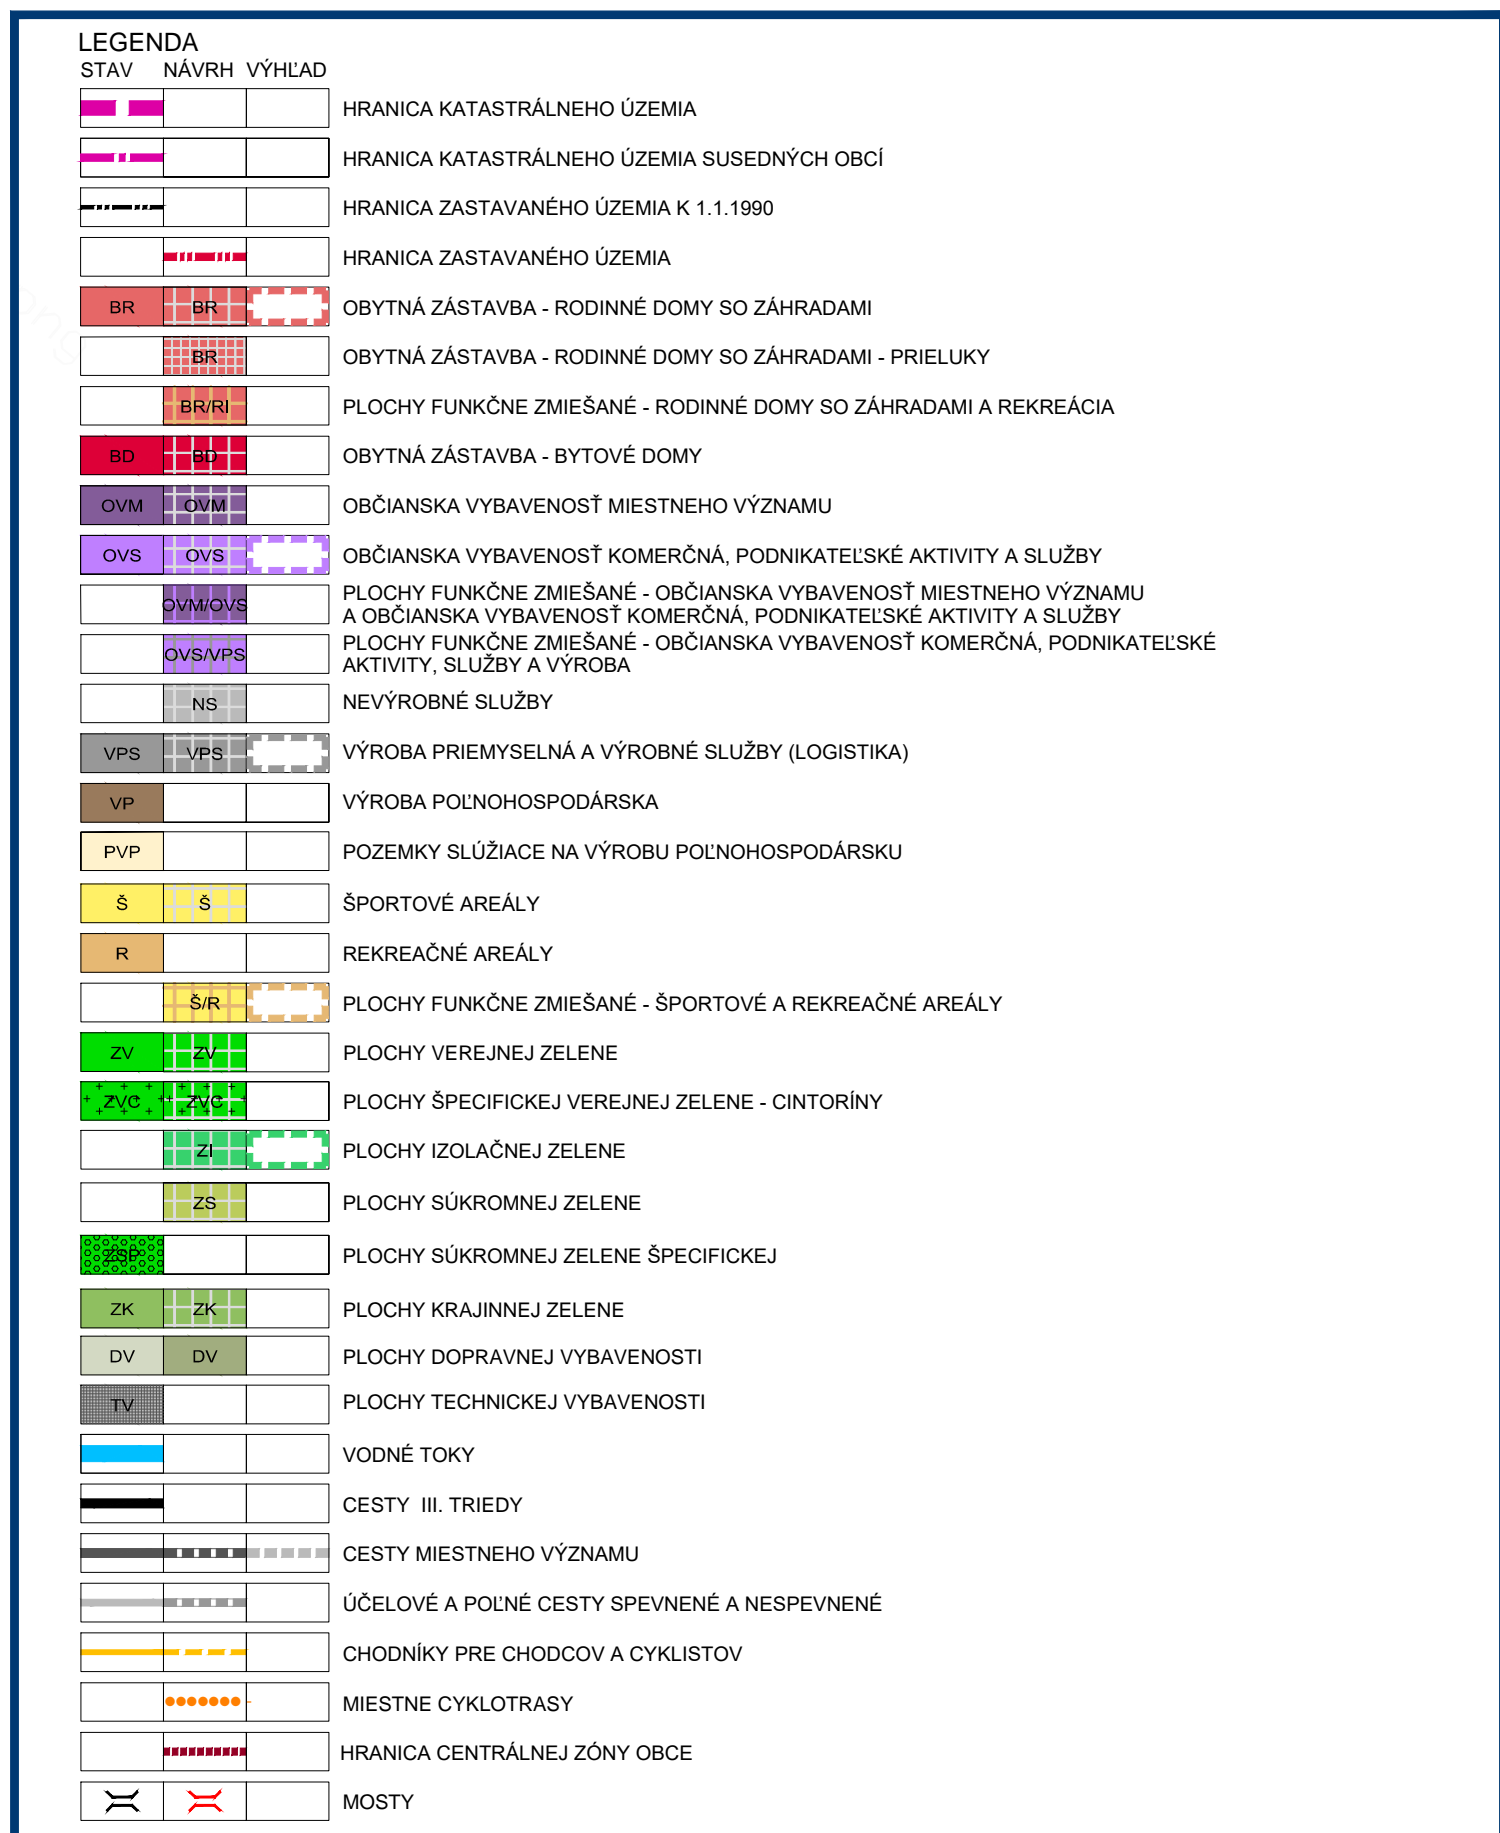 LEGENDA
STAV NÁVRH VÝHĽAD
HRANICA KATASTRÁLNEHO ÚZEMIA
HRANICA KATASTRÁLNEHO ÚZEMIA SUSEDNÝCH OBCÍ
HRANICA ZASTAVANÉHO ÚZEMIA K 1.1.1990
HRANICA ZASTAVANÉHO ÚZEMIA
BR BR OBYTNÁ ZÁSTAVBA - RODINNÉ DOMY SO ZÁHRADAMI
BR OBYTNÁ ZÁSTAVBA - RODINNÉ DOMY SO ZÁHRADAMI - PRIELUKY
BR/RI PLOCHY FUNKČNE ZMIEŠANÉ - RODINNÉ DOMY SO ZÁHRADAMI A REKREÁCIA
BD BD OBYTNÁ ZÁSTAVBA - BYTOVÉ DOMY
OVM OVM OBČIANSKA VYBAVENOSŤ MIESTNEHO VÝZNAMU
OVS OVS OBČIANSKA VYBAVENOSŤ KOMERČNÁ, PODNIKATEĽSKÉ AKTIVITY A SLUŽBY
OVM/OVS PLOCHY FUNKČNE ZMIEŠANÉ - OBČIANSKA VYBAVENOSŤ MIESTNEHO VÝZNAMU
A OBČIANSKA VYBAVENOSŤ KOMERČNÁ, PODNIKATEĽSKÉ AKTIVITY A SLUŽBY
OVS/VPS PLOCHY FUNKČNE ZMIEŠANÉ - OBČIANSKA VYBAVENOSŤ KOMERČNÁ, PODNIKATEĽSKÉ
AKTIVITY, SLUŽBY A VÝROBA
NS NEVÝROBNÉ SLUŽBY
VPS VPS VÝROBA PRIEMYSELNÁ A VÝROBNÉ SLUŽBY (LOGISTIKA)
VP VÝROBA POĽNOHOSPODÁRSKA
PVP POZEMKY SLÚŽIACE NA VÝROBU POĽNOHOSPODÁRSKU
Š Š ŠPORTOVÉ AREÁLY
R REKREAČNÉ AREÁLY
Š/R PLOCHY FUNKČNE ZMIEŠANÉ - ŠPORTOVÉ A REKREAČNÉ AREÁLY
ZV ZV PLOCHY VEREJNEJ ZELENE
ZVC ZVC PLOCHY ŠPECIFICKEJ VEREJNEJ ZELENE - CINTORÍNY
ZI PLOCHY IZOLAČNEJ ZELENE
ZS PLOCHY SÚKROMNEJ ZELENE
ZSP PLOCHY SÚKROMNEJ ZELENE ŠPECIFICKEJ
ZK ZK PLOCHY KRAJINNEJ ZELENE
DV DV PLOCHY DOPRAVNEJ VYBAVENOSTI
TV PLOCHY TECHNICKEJ VYBAVENOSTI
VODNÉ TOKY
CESTY III. TRIEDY
CESTY MIESTNEHO VÝZNAMU
ÚČELOVÉ A POĽNÉ CESTY SPEVNENÉ A NESPEVNENÉ
CHODNÍKY PRE CHODCOV A CYKLISTOV
MIESTNE CYKLOTRASY
HRANICA CENTRÁLNEJ ZÓNY OBCE
MOSTY